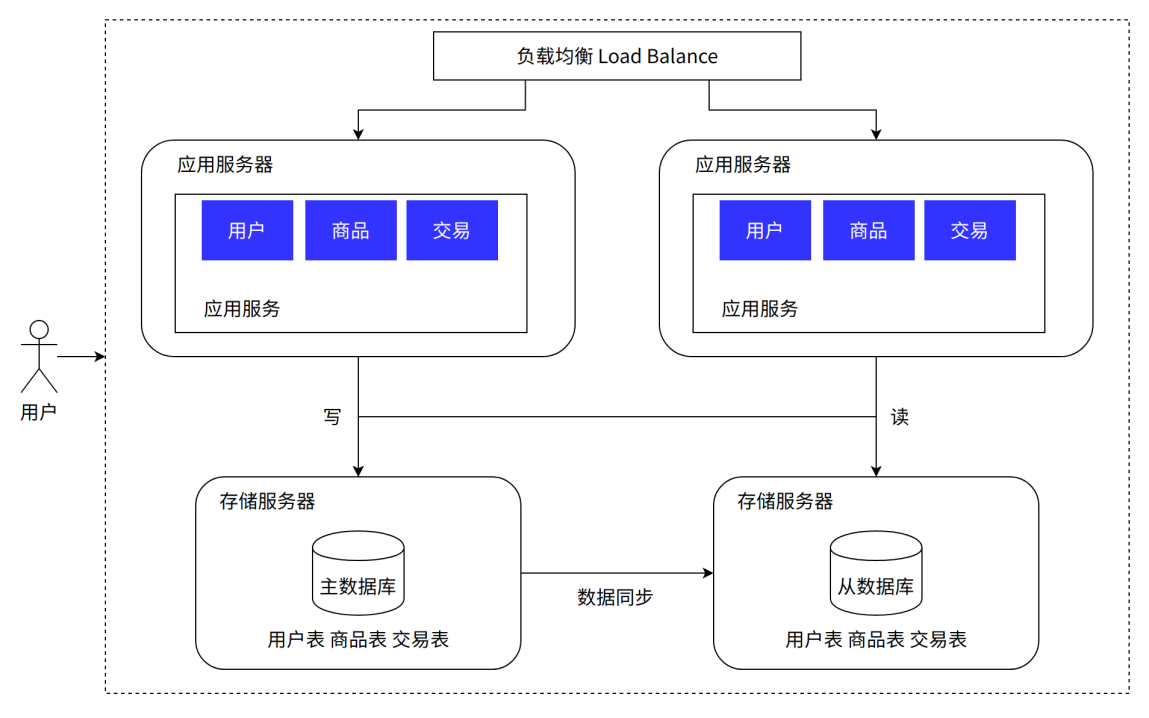 负载均衡 Load Balance
应用服务器
用户 商品 交易
应用服务
应用服务器
用户 商品 交易
应用服务
用户
写
读
存储服务器
主数据库
用户表 商品表 交易表
数据同步
存储服务器
从数据库
用户表 商品表 交易表